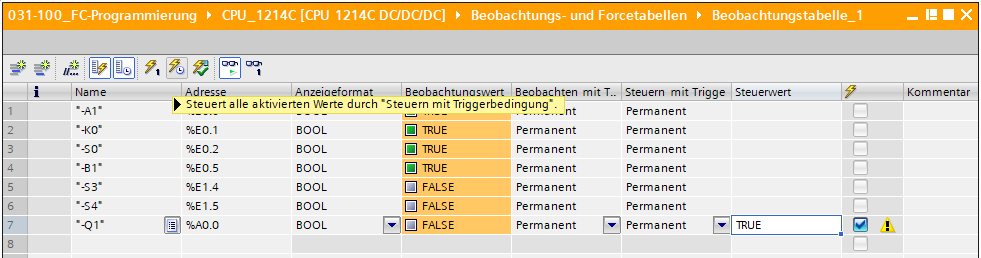 031-100_FC-Programmierung ▸ CPU_1214C [CPU 1214C DC/DC/DC] ▸ Beobachtungs- und Forcetabellen ▸ Beobachtungstabelle_1
i Name Adresse Anzeigeformat Beobachtungswert Beobachten mit T.. Steuern mit Trigge Steuerwert Kommentar
Steuert alle aktivierten Werte durch "Steuern mit Triggerbedingung".
1 "-A1" BOOL TRUE Permanent Permanent
2 "-K0" %E0.1 BOOL TRUE Permanent Permanent
3 "-S0" %E0.2 BOOL TRUE Permanent Permanent
4 "-B1" %E0.5 BOOL TRUE Permanent Permanent
5 "-S3" %E1.4 BOOL FALSE Permanent Permanent
6 "-S4" %E1.5 BOOL FALSE Permanent Permanent
7 "-Q1" %A0.0 BOOL FALSE Permanent Permanent TRUE
8